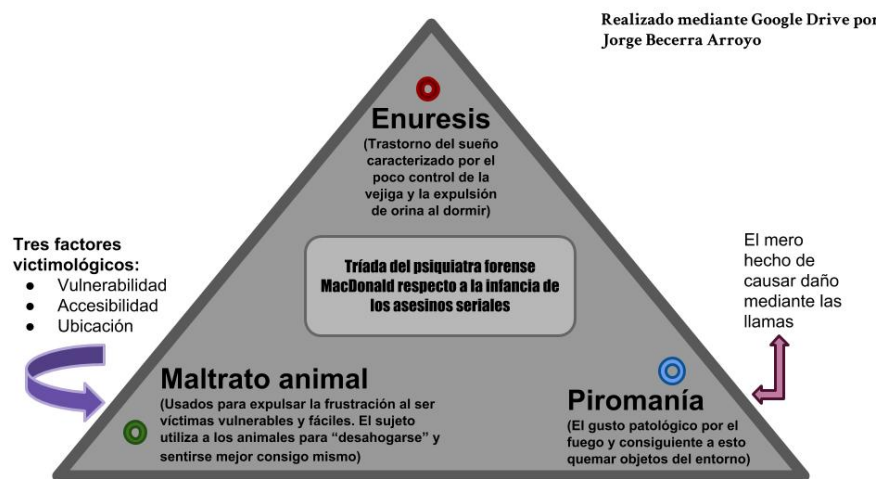 Realizado mediante Google Drive por
Jorge Becerra Arroyo
Enuresis
(Trastorno del sueño
caracterizado por el
poco control de la
vejiga y la expulsión
de orina al dormir)
Tríada del psiquiatra forense
MacDonald respecto a la infancia de
los asesinos seriales
Tres factores
victimológicos:
● Vulnerabilidad
● Accesibilidad
● Ubicación
El mero
hecho de
causar daño
mediante las
llamas
Maltrato animal
(Usados para expulsar la frustración al ser
víctimas vulnerables y fáciles. El sujeto
utiliza a los animales para “desahogarse” y
sentirse mejor consigo mismo)
Piromanía
(El gusto patológico por el
fuego y consiguiente a esto
quemar objetos del entorno)